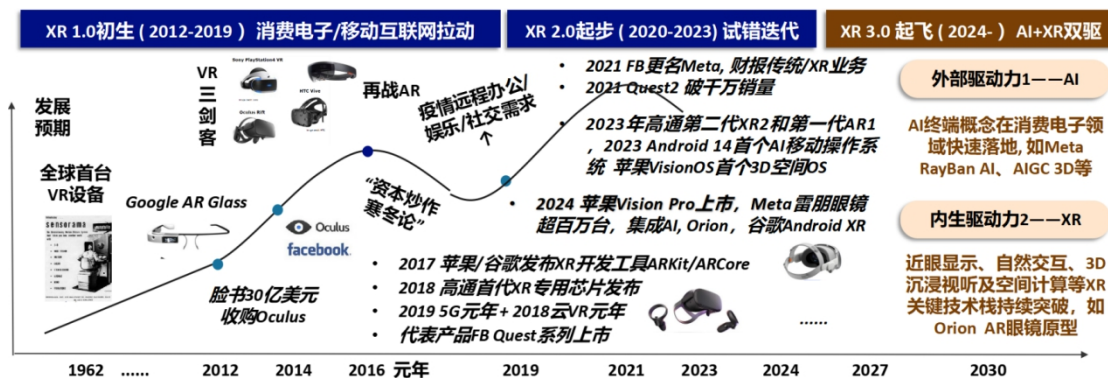 XR 1.0初生 ( 2012-2019 ) 消费电子/移动互联网拉动
XR 2.0起步 ( 2020-2023) 试错迭代
XR 3.0 起飞 ( 2024- ) AI+XR双驱
发展
预期
VR
三
剑
客
Sony PlayStation VR
HTC Vive
Oculus Rift
再战AR
疫情远程办公/
娱乐/社交需求
↑
• 2021 FB更名Meta, 财报传统/XR业务
• 2021 Quest2 破千万销量
• 2023年高通第二代XR2和第一代AR1
, 2023 Android 14首个AI移动操作系
统 苹果VisionOS首个3D空间OS
• 2024 苹果Vision Pro上市，Meta雷朋眼镜
超百万台，集成AI, Orion，谷歌Android XR
外部驱动力1——AI
AI终端概念在消费电子领
域快速落地, 如Meta
RayBan AI、AIGC 3D等
内生驱动力2——XR
近眼显示、自然交互、3D
沉浸视听及空间计算等XR
关键技术栈持续突破，如
Orion AR眼镜原型
全球首台
VR设备
sensorama
Google AR Glass
Oculus
facebook
“资本炒作
寒冬论”
脸书30亿美元
收购Oculus
• 2017 苹果/谷歌发布XR开发工具ARKit/ARCore
• 2018 高通首代XR专用芯片发布
• 2019 5G元年+ 2018云VR元年
• 代表产品FB Quest系列上市
......
1962 ...... 2012 2014 2016 元年 2019 2021 2023 2024 2027 2030